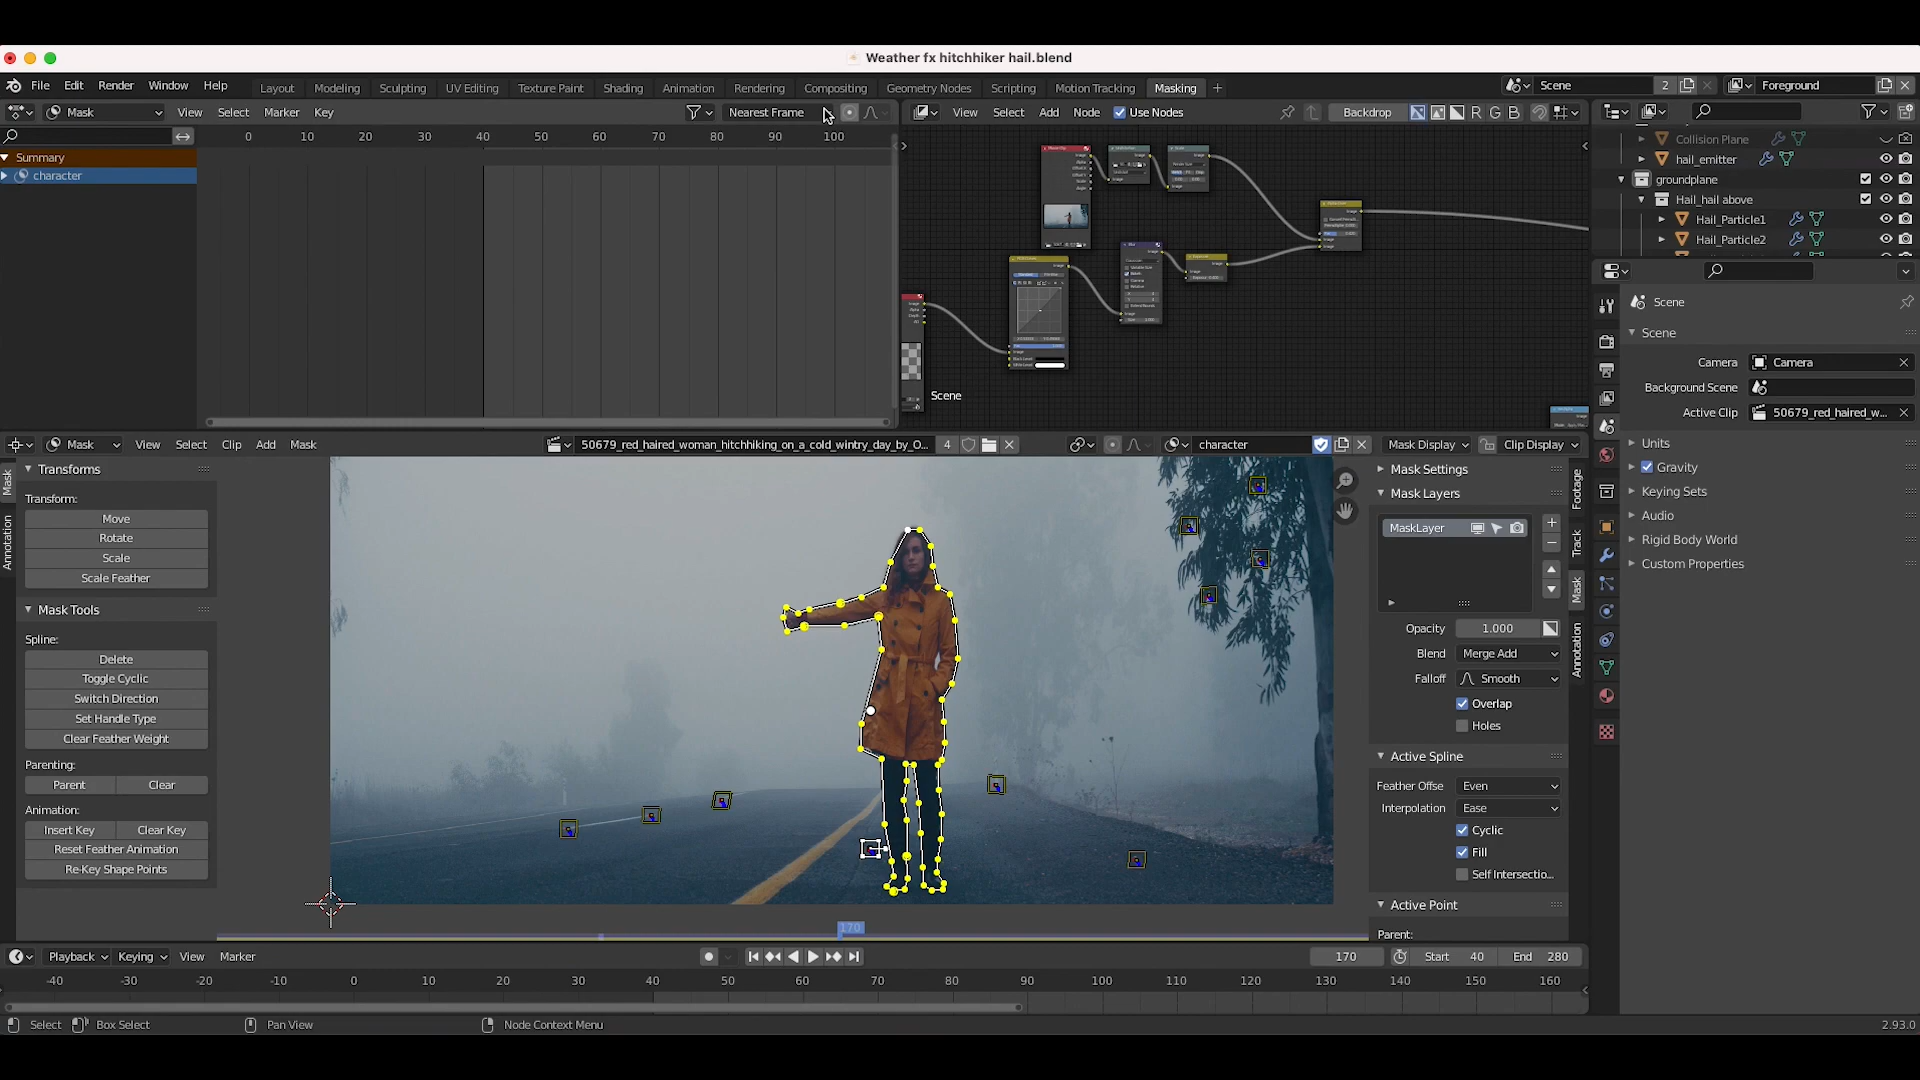 Weather fx hitchhiker hail.blend
File Edit Render Window Help Layout Modeling Sculpting UV Editing Texture Paint Shading Animation Rendering Compositing Geometry Nodes Scripting Motion Tracking Masking + Scene 2 Foreground
Mask View Select Marker Key Nearest Frame View Select Add Node Use Nodes Backdrop R G B
0 10 20 30 40 50 60 70 80 90 100
Summary
character
Scene
Collision Plane
hail_emitter
groundplane
Hail_hail above
Hail_Particle1
Hail_Particle2
Scene
Scene
Camera Camera
Background Scene
Active Clip 50679_red_haired_w...
Units
Gravity
Keying Sets
Audio
Rigid Body World
Custom Properties
Mask View Select Clip Add Mask 50679_red_haired_woman_hitchhiking_on_a_cold_wintry_day_by_O... 4 character Mask Display Clip Display
Transforms
Transform:
Move
Rotate
Scale
Scale Feather
Mask Tools
Spline:
Delete
Toggle Cyclic
Switch Direction
Set Handle Type
Clear Feather Weight
Parenting:
Parent Clear
Animation:
Insert Key Clear Key
Reset Feather Animation
Re-Key Shape Points
Mask
Annotation
Mask Settings
Mask Layers
MaskLayer
Opacity 1.000
Blend Merge Add
Falloff Smooth
Overlap
Holes
Active Spline
Feather Offse Even
Interpolation Ease
Cyclic
Fill
Self Intersectio...
Active Point
Parent:
Footage
Track
Mask
Annotation
170
Playback Keying View Marker 170 Start 40 End 280
-40 -30 -20 -10 0 10 20 30 40 50 60 70 80 90 100 110 120 130 140 150 160
Select Box Select Pan View Node Context Menu 2.93.0